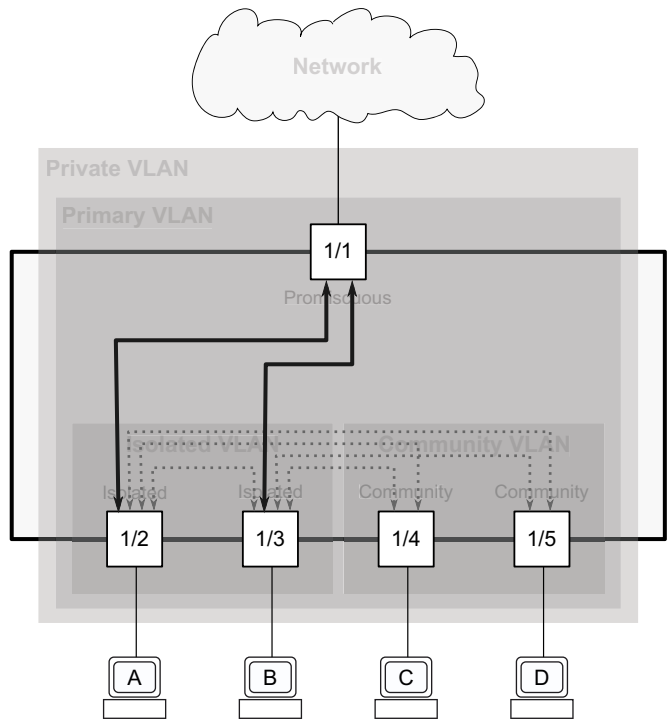 Network
Private VLAN
Primary VLAN
1/1
Promiscuous
Isolated VLAN
Community VLAN
Isolated
Isolated
Community
Community
1/2
1/3
1/4
1/5
A
B
C
D